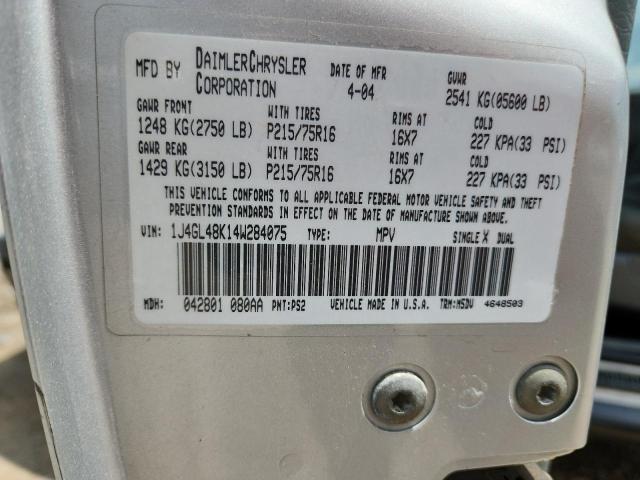 MFD BY DAIMLERCHRYSLER CORPORATION DATE OF MFR 4-04 GVWR 2541 KG(05600 LB)
GAWR FRONT WITH TIRES RIMS AT COLD
1248 KG(2750 LB) P215/75R16 16X7 227 KPA(33 PSI)
GAWR REAR WITH TIRES RIMS AT COLD
1429 KG(3150 LB) P215/75R16 16X7 227 KPA(33 PSI)
THIS VEHICLE CONFORMS TO ALL APPLICABLE FEDERAL MOTOR VEHICLE SAFETY AND THEFT
PREVENTION STANDARDS IN EFFECT ON THE DATE OF MANUFACTURE SHOWN ABOVE.
VIN: 1J4GL48K14W284075 TYPE: MPV SINGLE X DUAL
MDH: 042801 080AA PNT:PS2 VEHICLE MADE IN U.S.A. TRM:MSDV 4648503